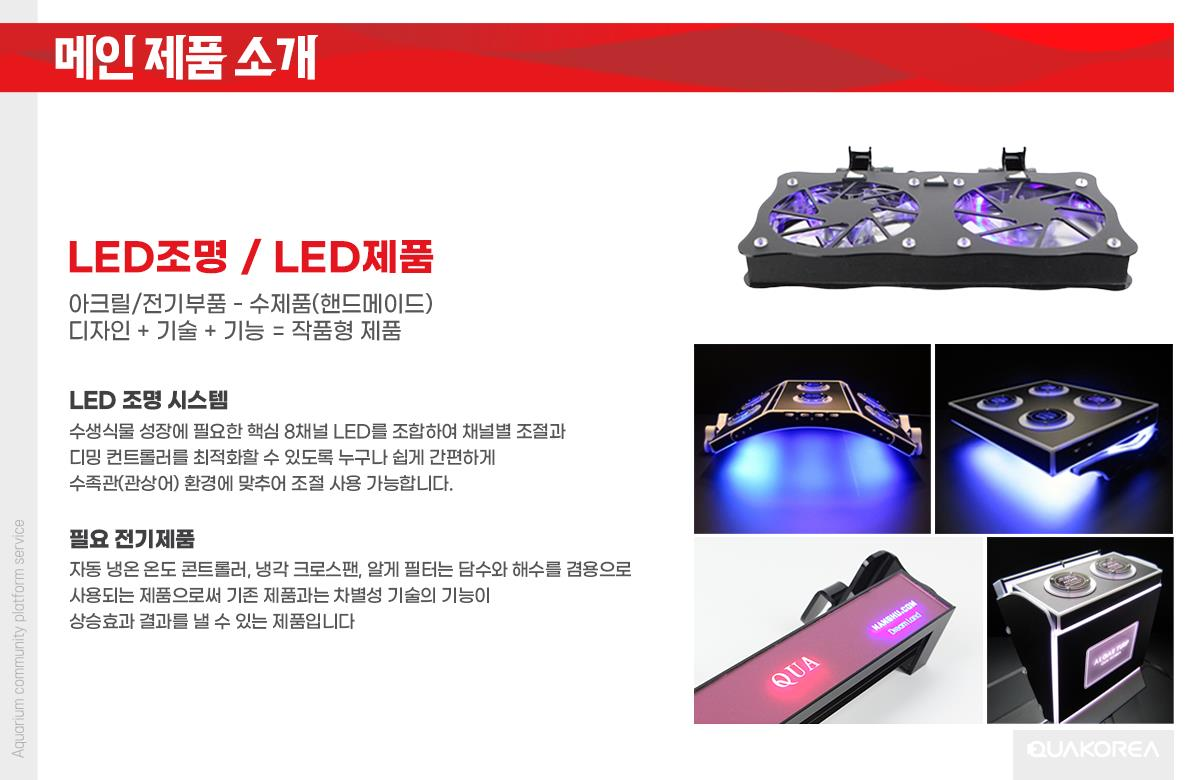 메인 제품 소개
LED조명 / LED제품
아크릴/전기부품 - 수제품(핸드메이드)
디자인 + 기술 + 기능 = 작품형 제품
LED 조명 시스템
수생식물 성장에 필요한 핵심 8채널 LED를 조합하여 채널별 조절과
디밍 컨트롤러를 최적화할 수 있도록 누구나 쉽게 간편하게
수족관(관상어) 환경에 맞추어 조절 사용 가능합니다.
필요 전기제품
자동 냉온 온도 콘트롤러, 냉각 크로스팬, 알게 필터는 담수와 해수를 겸용으로
사용되는 제품으로써 기존 제품과는 차별성 기술의 기능이
상승효과 결과를 낼 수 있는 제품입니다
Aquarium community platform service
QUA
Dream Land
QUAKOREA